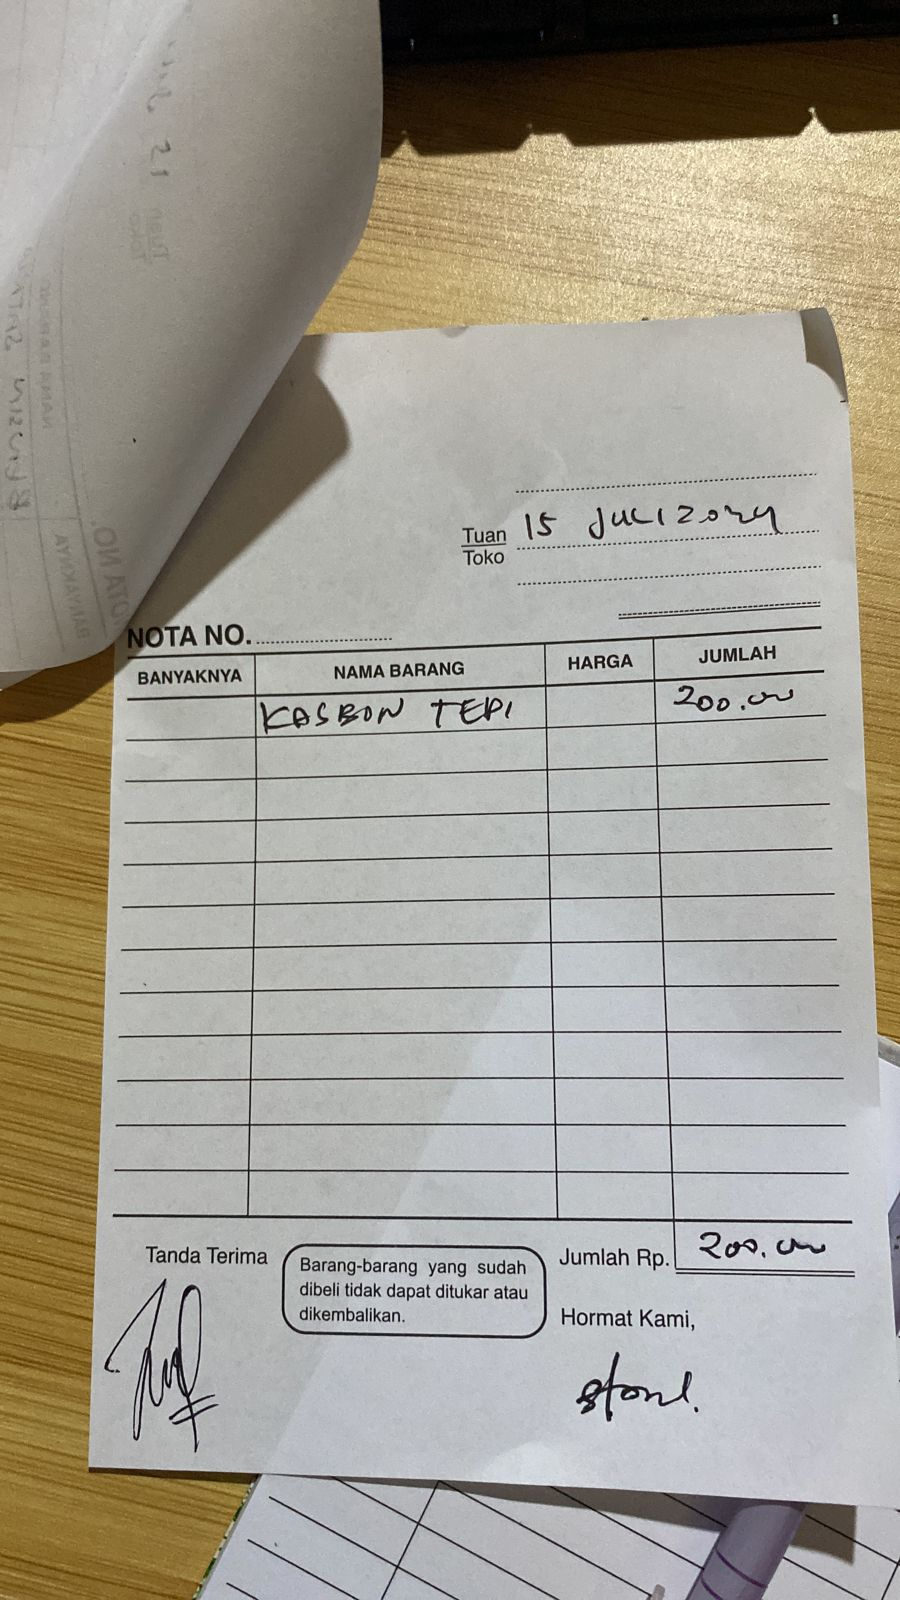 15 JULI 2024
Tuan
Toko
NOTA NO.
BANYAKNYA NAMA BARANG HARGA JUMLAH
KASBON TEDI 200.000
Tanda Terima
Barang-barang yang sudah
dibeli tidak dapat ditukar atau
dikembalikan.
Jumlah Rp. 200.000
Hormat Kami,